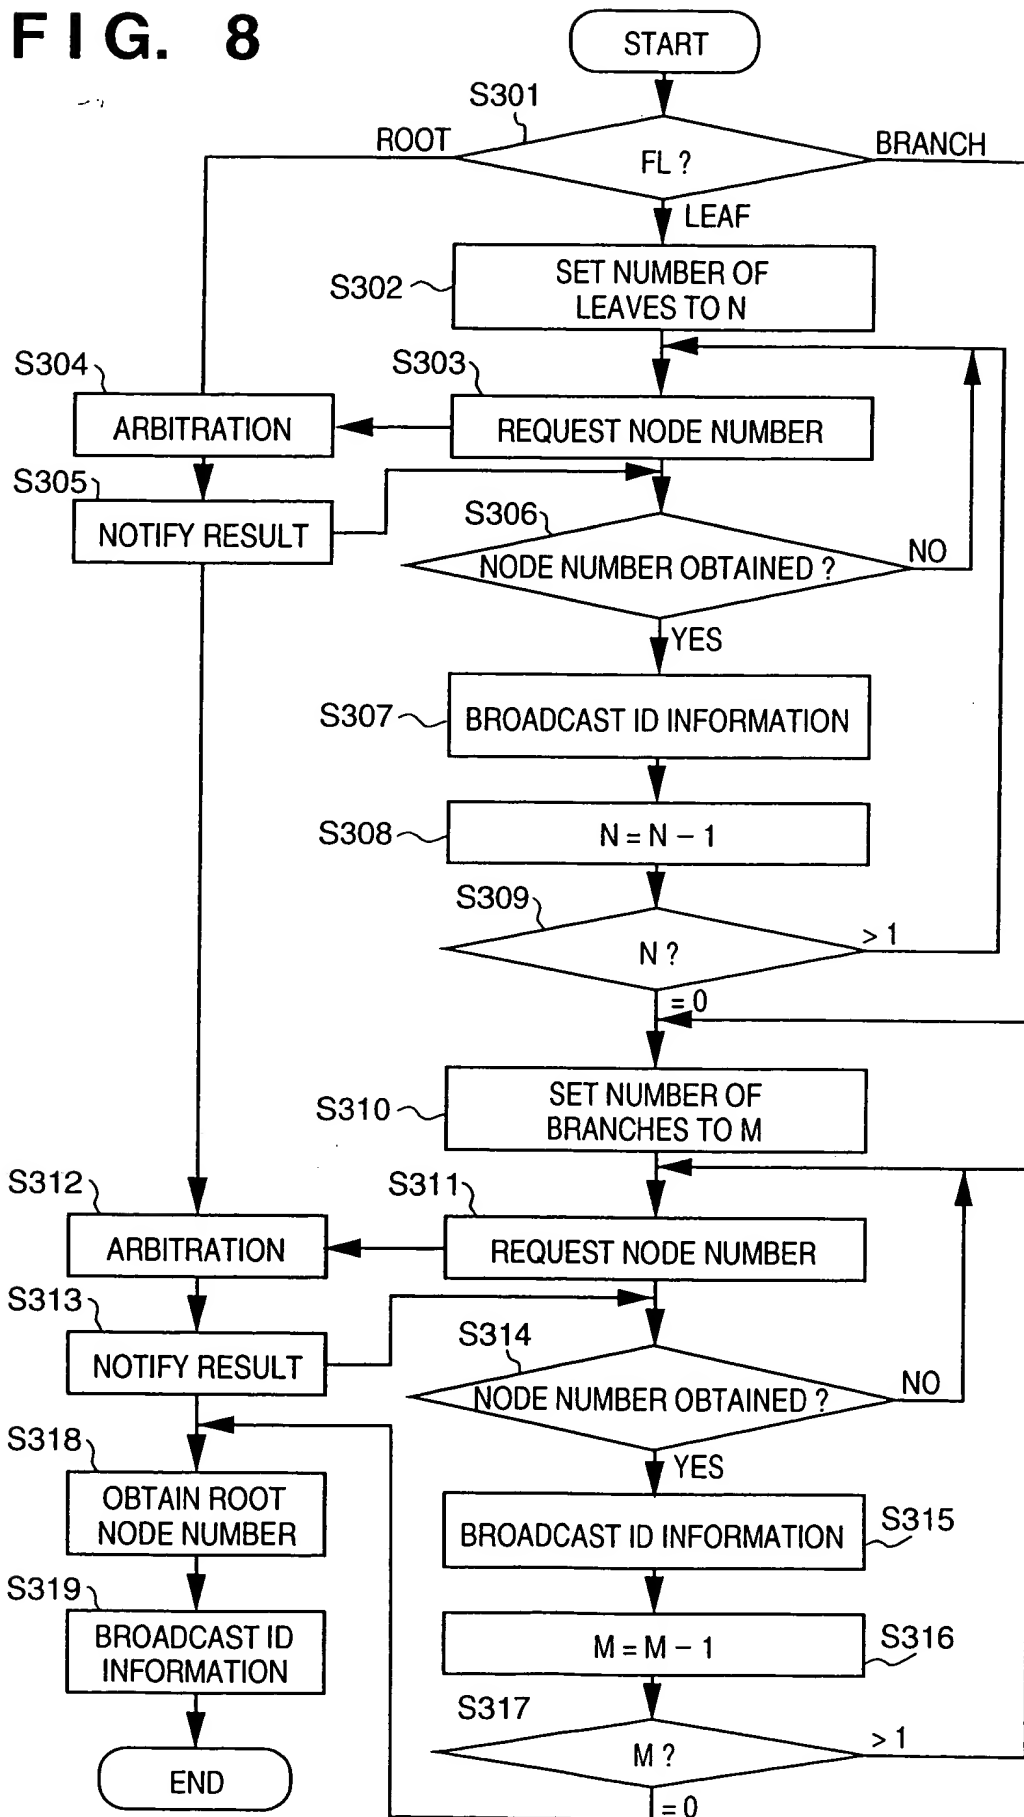 FIG. 8
START
S301
ROOT
BRANCH
FL ?
LEAF
S302
SET NUMBER OF
LEAVES TO N
S304
S303
ARBITRATION
REQUEST NODE NUMBER
S305
NOTIFY RESULT
S306
NODE NUMBER OBTAINED ?
NO
YES
S307
BROADCAST ID INFORMATION
S308
N = N – 1
S309
N ?
> 1
= 0
S310
SET NUMBER OF
BRANCHES TO M
S312
S311
ARBITRATION
REQUEST NODE NUMBER
S313
NOTIFY RESULT
S314
NODE NUMBER OBTAINED ?
NO
YES
S318
OBTAIN ROOT
NODE NUMBER
BROADCAST ID INFORMATION
S315
S319
BROADCAST ID
INFORMATION
M = M – 1
S316
S317
M ?
> 1
= 0
END